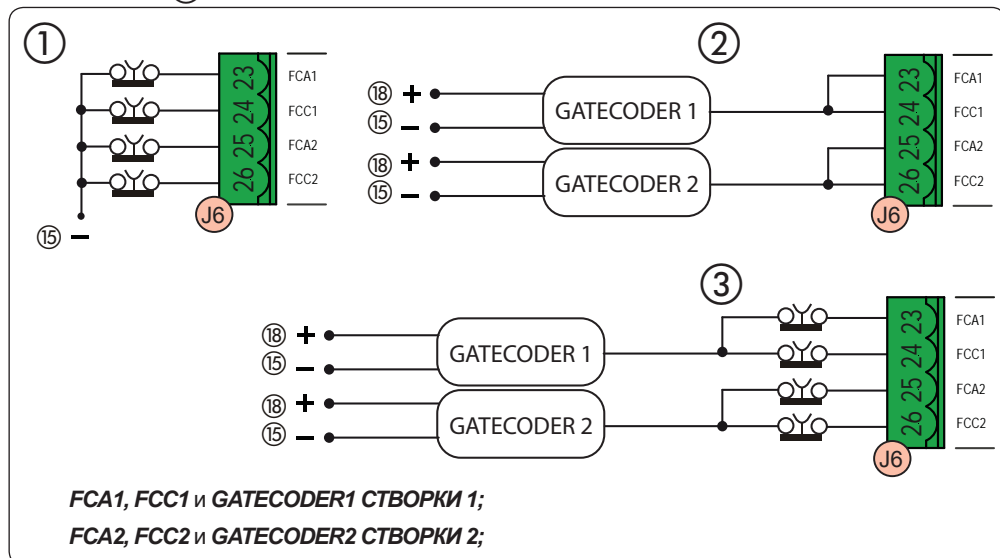 ①
23 FCA1
24 FCC1
25 FCA2
26 FCC2
J6
⑮ −
②
⑱ +
⑮ −
GATECODER 1
⑱ +
⑮ −
GATECODER 2
23 FCA1
24 FCC1
25 FCA2
26 FCC2
J6
③
⑱ +
⑮ −
GATECODER 1
⑱ +
⑮ −
GATECODER 2
23 FCA1
24 FCC1
25 FCA2
26 FCC2
J6
FCA1, FCC1 и GATECODER1 СТВОРКИ 1;
FCA2, FCC2 и GATECODER2 СТВОРКИ 2;